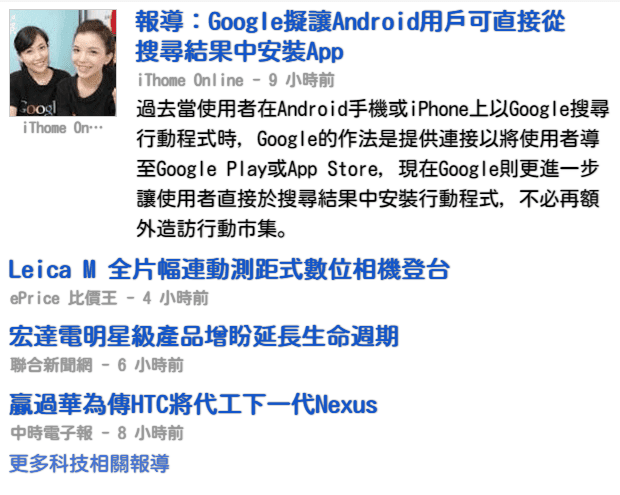 報導：Google擬讓Android用戶可直接從
搜尋結果中安裝App
iThome Online - 9 小時前
過去當使用者在Android手機或iPhone上以Google搜尋
行動程式時, Google的作法是提供連接以將使用者導
至Google Play或App Store, 現在Google則更進一步
讓使用者直接於搜尋結果中安裝行動程式, 不必再額
外造訪行動市集。
Googl
iThome On…
Leica M 全片幅連動測距式數位相機登台
ePrice 比價王 - 4 小時前
宏達電明星級產品增盼延長生命週期
聯合新聞網 - 6 小時前
贏過華為傳HTC將代工下一代Nexus
中時電子報 - 8 小時前
更多科技相關報導